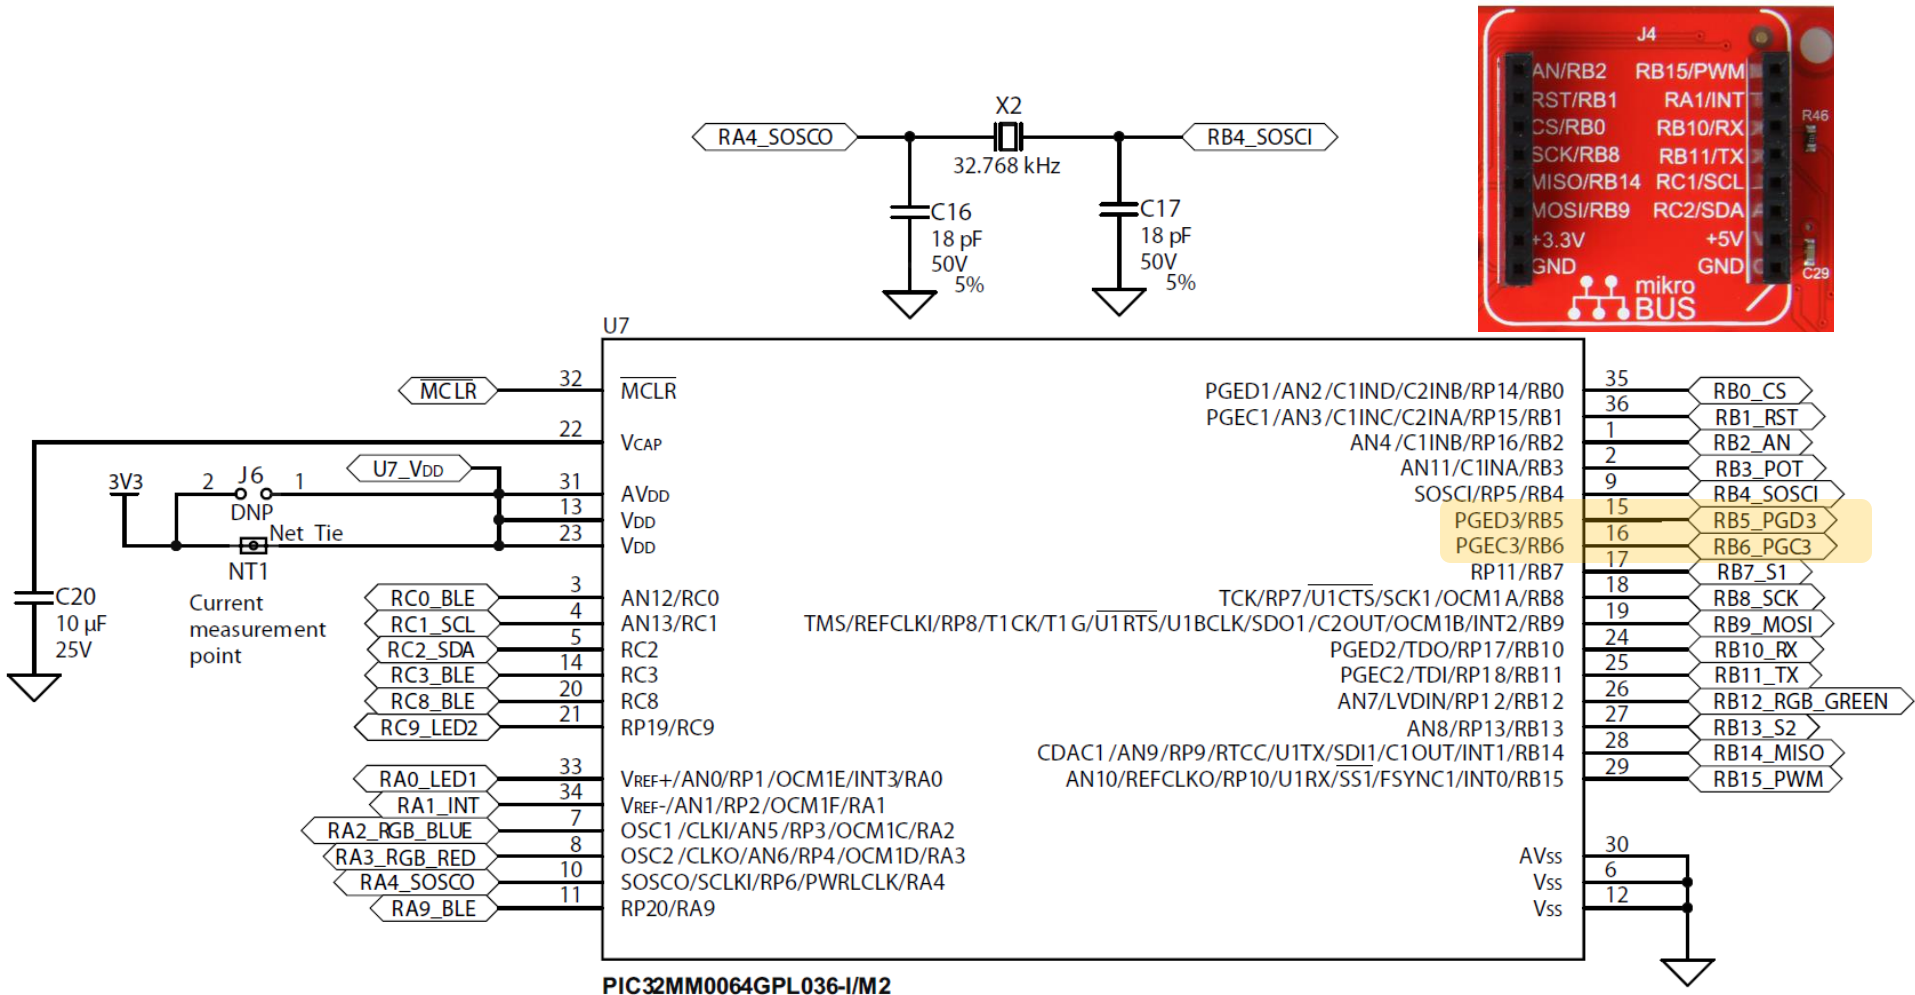 J4
AN/RB2 RB15/PWM
RST/RB1 RA1/INT
CS/RB0 RB10/RX
SCK/RB8 RB11/TX
MISO/RB14 RC1/SCL
MOSI/RB9 RC2/SDA
+3.3V +5V
GND GND
mikro
BUS
R46
C29
X2
RA4_SOSCO
RB4_SOSCI
32.768 kHz
C16
18 pF
50V
5%
C17
18 pF
50V
5%
U7
MCLR 32 MCLR
22 VCAP
U7_VDD
3V3 2 J6 1
DNP
31 AVDD
13 VDD
23 VDD
Net Tie
NT1
Current
measurement
point
C20
10 µF
25V
RC0_BLE 3 AN12/RC0
RC1_SCL 4 AN13/RC1
RC2_SDA 5 RC2
RC3_BLE 14 RC3
RC8_BLE 20 RC8
RC9_LED2 21 RP19/RC9
RA0_LED1 33 VREF+/AN0/RP1/OCM1E/INT3/RA0
RA1_INT 34 VREF-/AN1/RP2/OCM1F/RA1
RA2_RGB_BLUE 7 OSC1/CLKI/AN5/RP3/OCM1C/RA2
RA3_RGB_RED 8 OSC2/CLKO/AN6/RP4/OCM1D/RA3
RA4_SOSCO 10 SOSCO/SCLKI/RP6/PWRLCLK/RA4
RA9_BLE 11 RP20/RA9
PGED1/AN2/C1IND/C2INB/RP14/RB0 35 RB0_CS
PGEC1/AN3/C1INC/C2INA/RP15/RB1 36 RB1_RST
AN4/C1INB/RP16/RB2 1 RB2_AN
AN11/C1INA/RB3 2 RB3_POT
SOSCI/RP5/RB4 9 RB4_SOSCI
PGED3/RB5 15 RB5_PGD3
PGEC3/RB6 16 RB6_PGC3
RP11/RB7 17 RB7_S1
TCK/RP7/U1CTS/SCK1/OCM1A/RB8 18 RB8_SCK
TMS/REFCLKI/RP8/T1CK/T1G/U1RTS/U1BCLK/SDO1/C2OUT/OCM1B/INT2/RB9 19 RB9_MOSI
PGED2/TDO/RP17/RB10 24 RB10_RX
PGEC2/TDI/RP18/RB11 25 RB11_TX
AN7/LVDIN/RP12/RB12 26 RB12_RGB_GREEN
AN8/RP13/RB13 27 RB13_S2
CDAC1/AN9/RP9/RTCC/U1TX/SDI1/C1OUT/INT1/RB14 28 RB14_MISO
AN10/REFCLKO/RP10/U1RX/SS1/FSYNC1/INT0/RB15 29 RB15_PWM
AVSS 30
VSS 6
VSS 12
PIC32MM0064GPL036-I/M2